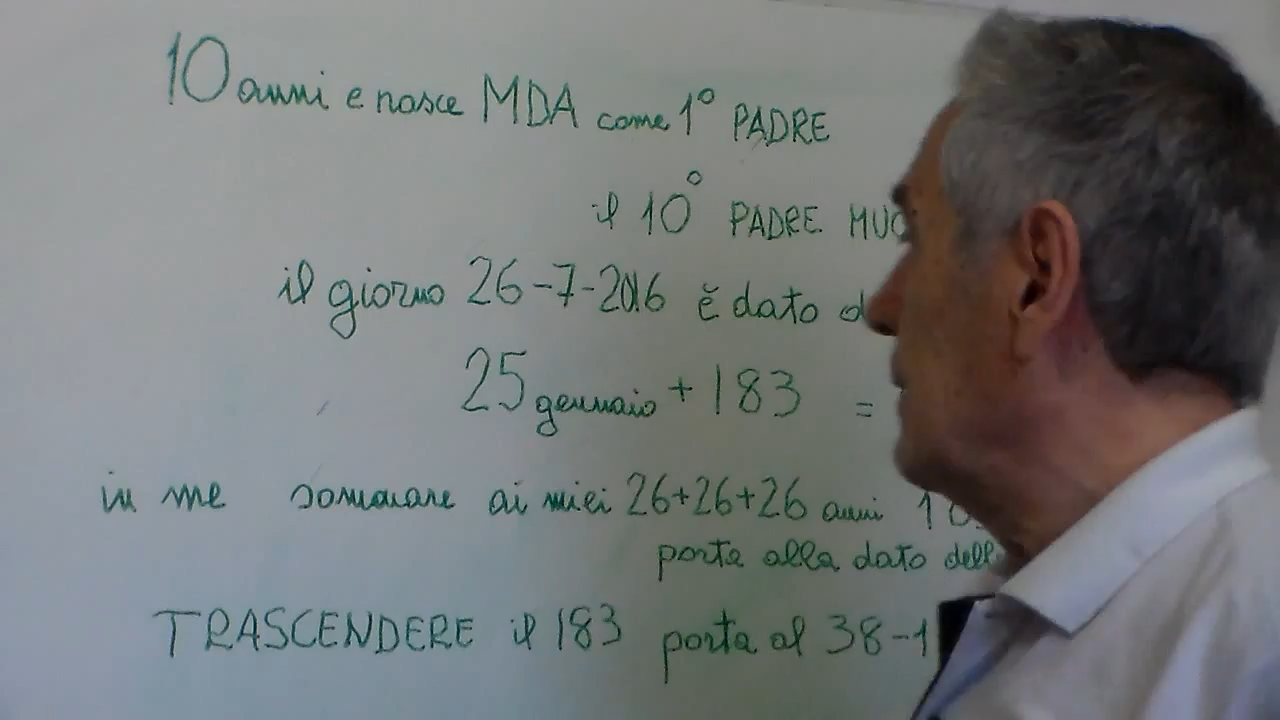 10 anni e nasce MDA come 1° PADRE
il 10° PADRE
il giorno 26-7-2016 è dato
25 gennaio + 183 =
in me sommare ai miei 26+26+26 anni
porta alla data
TRASCENDERE il 183 porta al 38-1